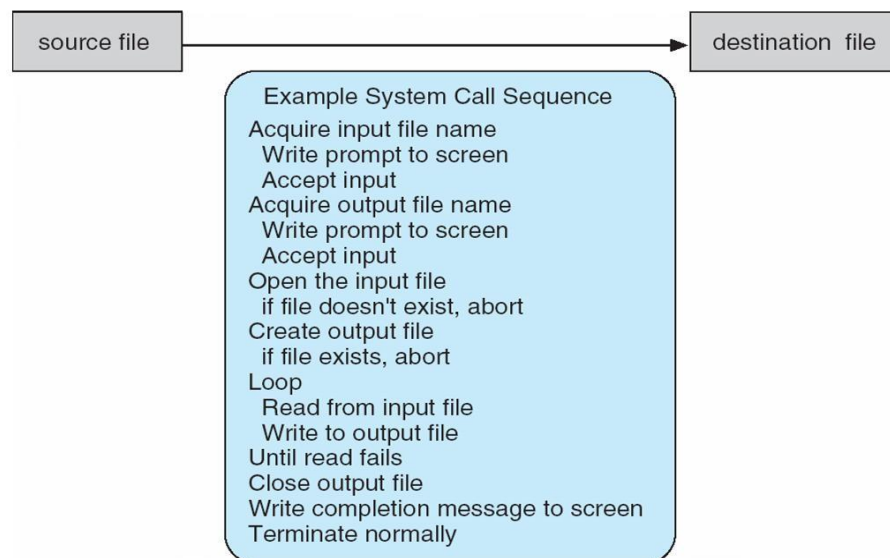 source file
destination file
Example System Call Sequence
Acquire input file name
Write prompt to screen
Accept input
Acquire output file name
Write prompt to screen
Accept input
Open the input file
if file doesn't exist, abort
Create output file
if file exists, abort
Loop
Read from input file
Write to output file
Until read fails
Close output file
Write completion message to screen
Terminate normally